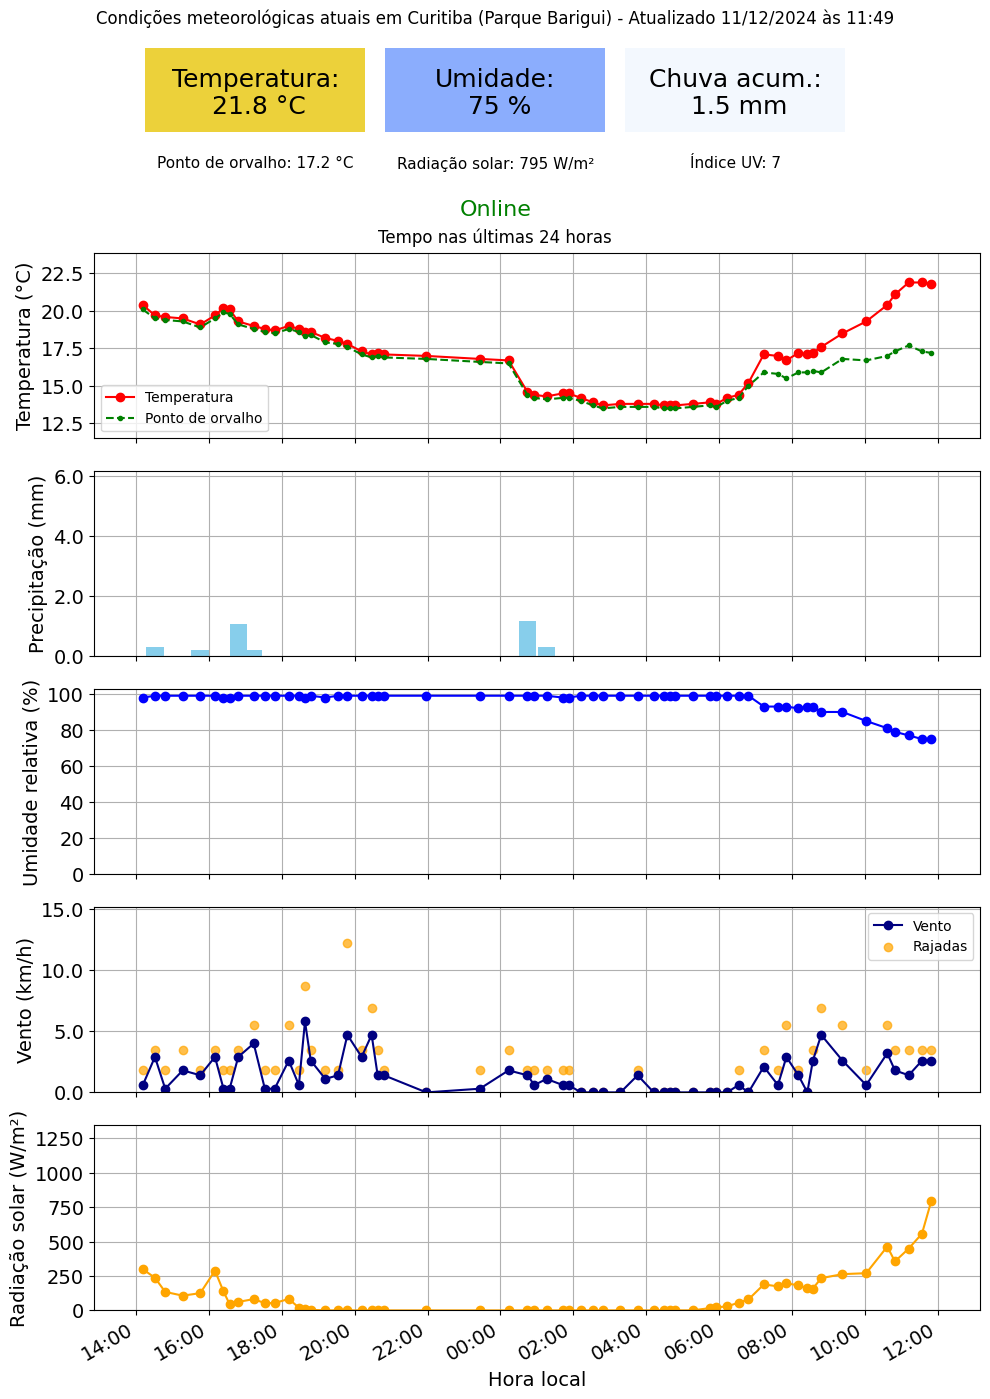 Condições meteorológicas atuais em Curitiba (Parque Barigui) - Atualizado 11/12/2024 às 11:49
Temperatura:
21.8 °C
Umidade:
75 %
Chuva acum.:
1.5 mm
Ponto de orvalho: 17.2 °C
Radiação solar: 795 W/m²
Índice UV: 7
Online
Tempo nas últimas 24 horas
Temperatura (°C)
22.5
20.0
17.5
15.0
12.5
Temperatura
Ponto de orvalho
Precipitação (mm)
6.0
4.0
2.0
0.0
Umidade relativa (%)
100
80
60
40
20
0
Vento (km/h)
15.0
10.0
5.0
0.0
Vento
Rajadas
Radiação solar (W/m²)
1250
1000
750
500
250
0
14:00
16:00
18:00
20:00
22:00
00:00
02:00
04:00
06:00
08:00
10:00
12:00
Hora local